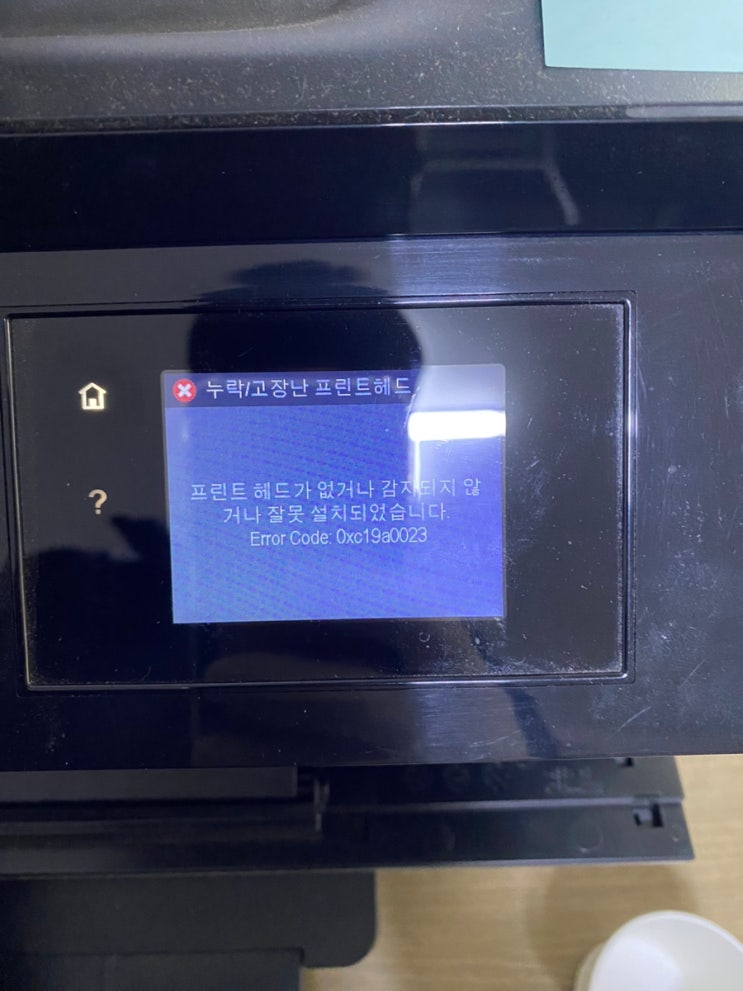 누락/고장난 프린트헤드
프린트 헤드가 없거나 감지되지 않
거나 잘못 설치되었습니다.
Error Code: 0xc19a0023